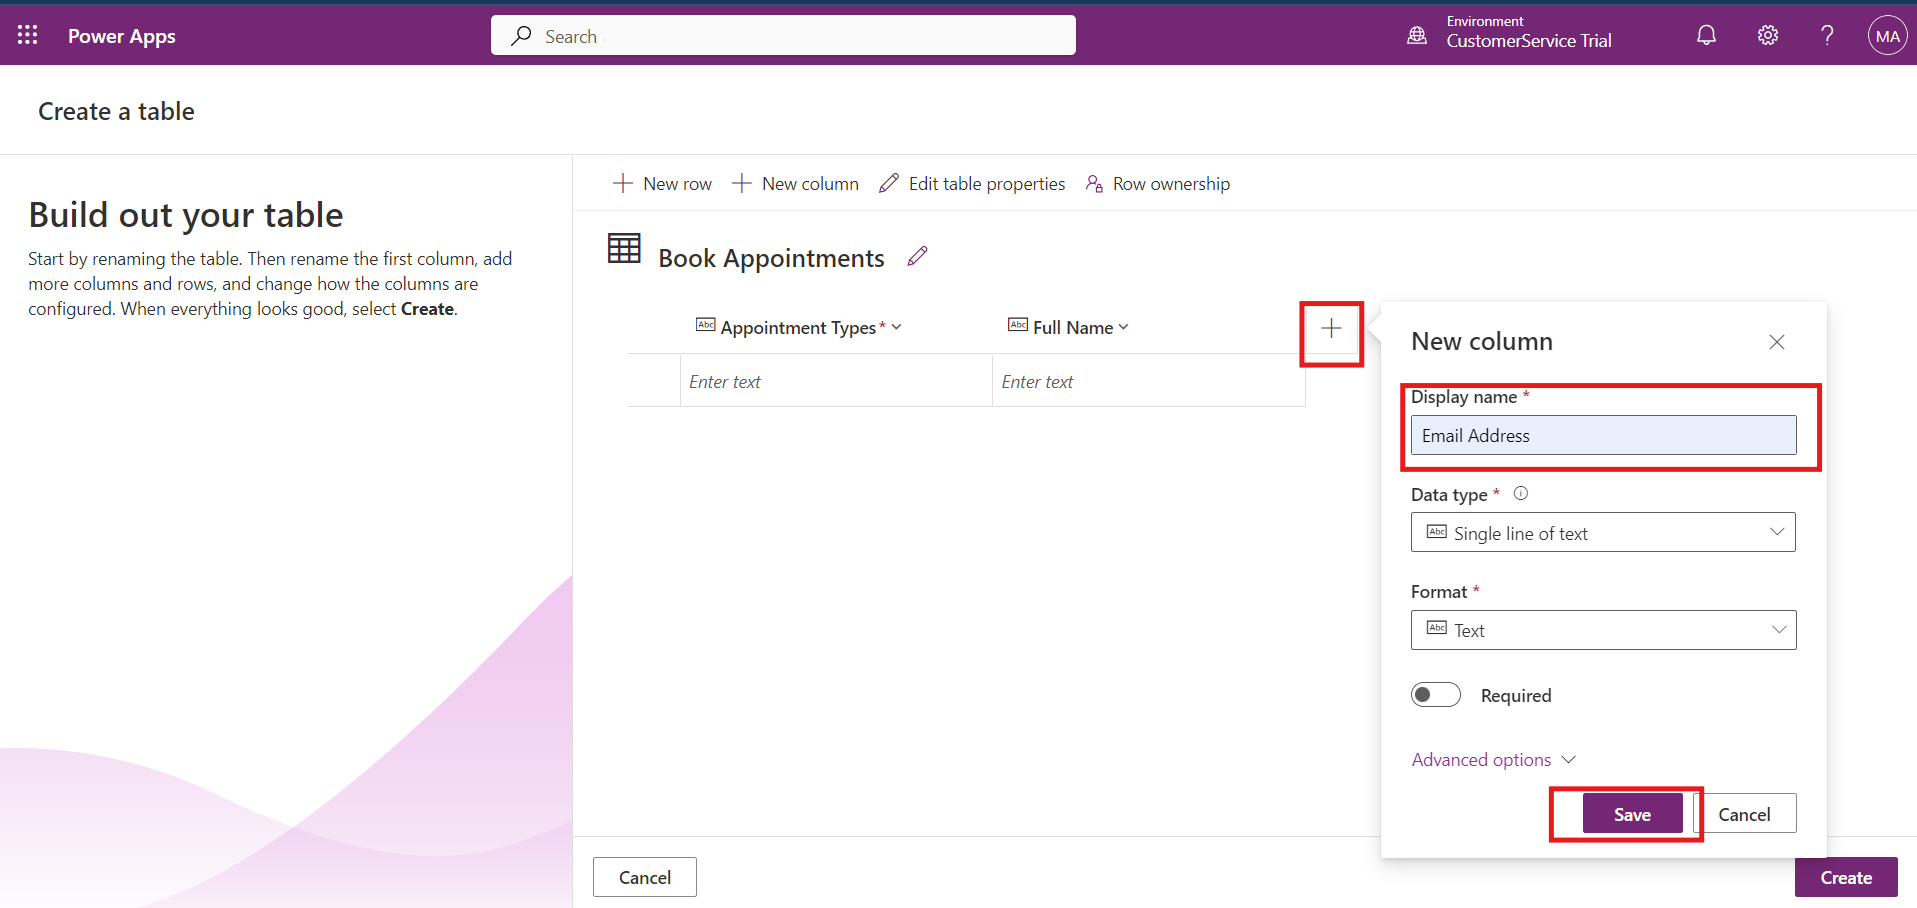 Power Apps
Search
Environment
CustomerService Trial
MA
Create a table
Build out your table
Start by renaming the table. Then rename the first column, add
more columns and rows, and change how the columns are
configured. When everything looks good, select Create.
New row
New column
Edit table properties
Row ownership
Book Appointments
Abc Appointment Types *
Abc Full Name
Enter text
Enter text
New column
Display name *
Email Address
Data type *
Abc Single line of text
Format *
Abc Text
Required
Advanced options
Save
Cancel
Cancel
Create